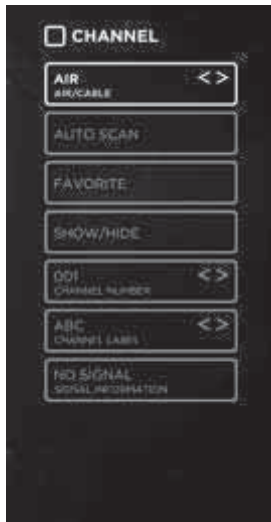 CHANNEL
AIR < >
AIR/CABLE
AUTO SCAN
FAVORITE
SHOW/HIDE
001 < >
CHANNEL NUMBER
ABC < >
CHANNEL LABEL
NO SIGNAL
SIGNAL INFORMATION